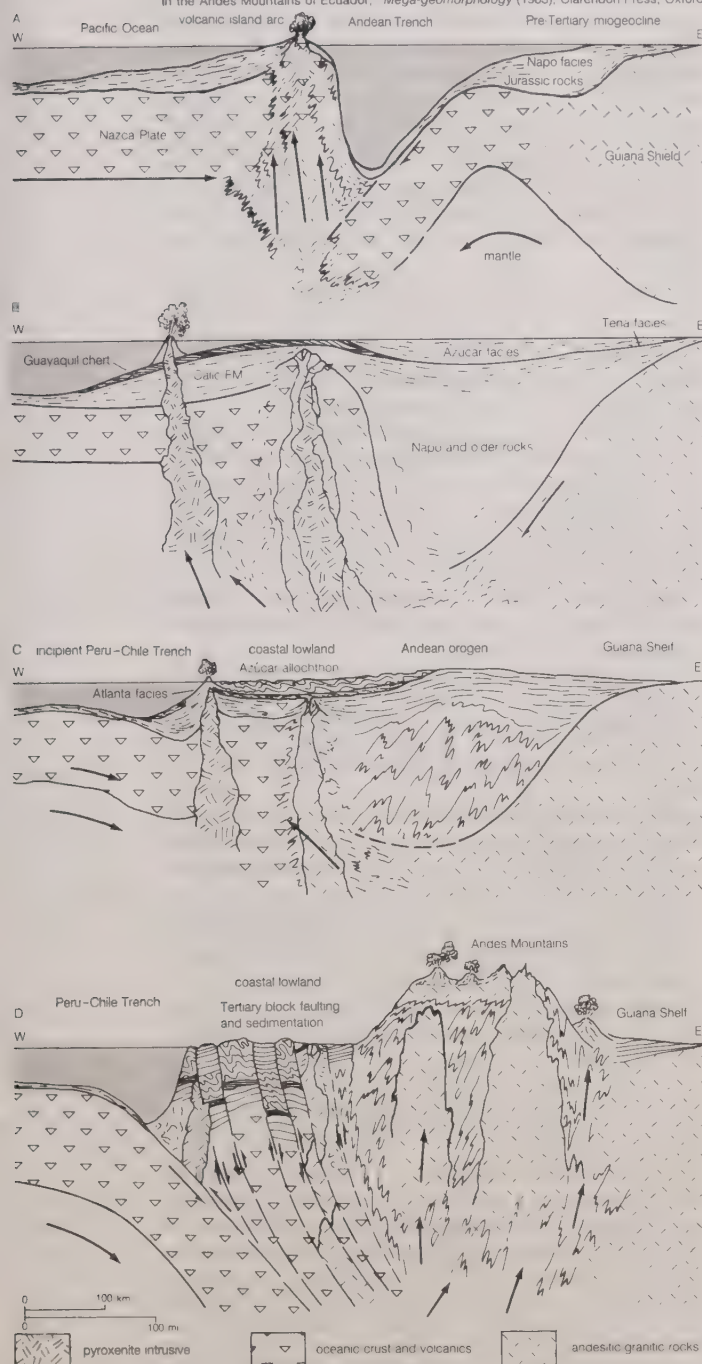 in the Andes Mountains of Ecuador," Mega-geomorphology (1985), Clarendon Press, Oxford
A
W
Pacific Ocean
volcanic island arc
Andean Trench
Pre-Tertiary miogeocline
E
Napo facies
Jurassic rocks
Nazca Plate
Guiana Shield
mantle
B
W
Tena facies
E
Guayaquil chert
FM
Azúcar facies
Napo and older rocks
C
incipient Peru–Chile Trench
coastal lowland
Andean orogen
Guiana Shelf
W
Azúcar allochthon
E
Atlanta facies
Andes Mountains
coastal lowland
D
Peru–Chile Trench
Tertiary block faulting
and sedimentation
Guiana Shelf
W
E
0
100 km
0
100 mi
pyroxenite intrusive
oceanic crust and volcanics
andesitic granitic rocks